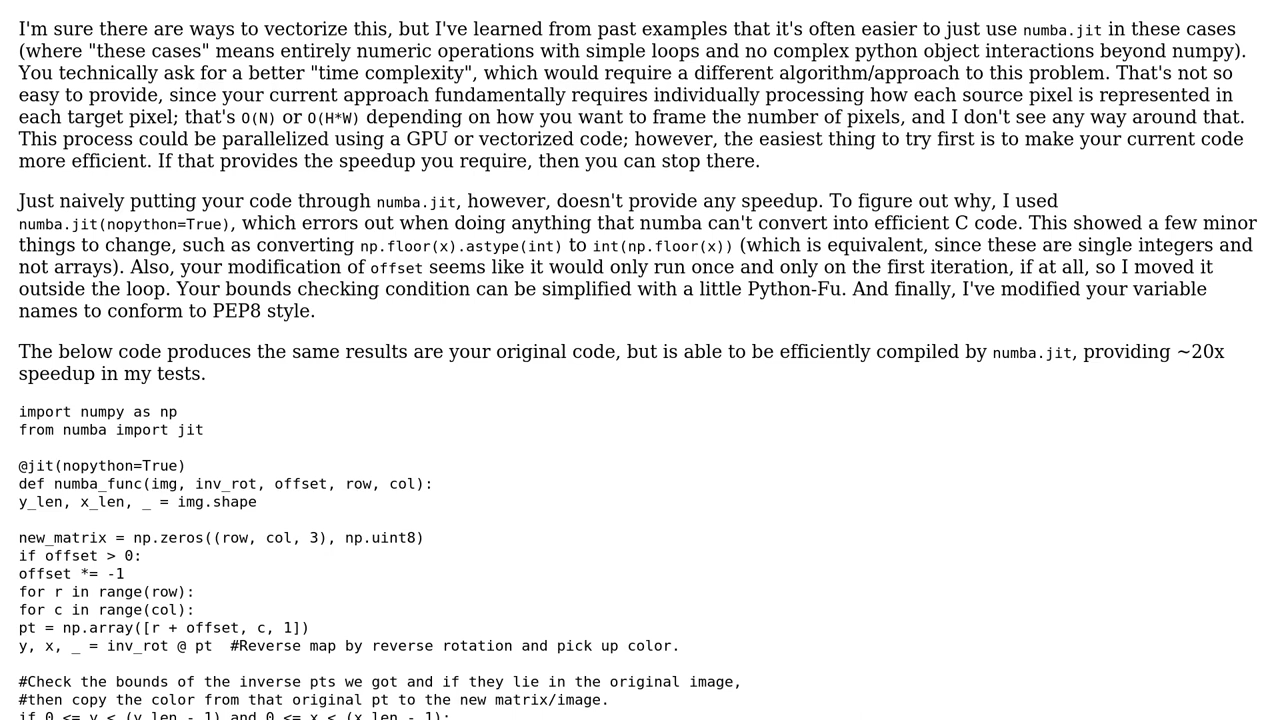 I'm sure there are ways to vectorize this, but I've learned from past examples that it's often easier to just use numba.jit in these cases
(where "these cases" means entirely numeric operations with simple loops and no complex python object interactions beyond numpy).
You technically ask for a better "time complexity", which would require a different algorithm/approach to this problem. That's not so
easy to provide, since your current approach fundamentally requires individually processing how each source pixel is represented in
each target pixel; that's O(N) or O(H*W) depending on how you want to frame the number of pixels, and I don't see any way around that.
This process could be parallelized using a GPU or vectorized code; however, the easiest thing to try first is to make your current code
more efficient. If that provides the speedup you require, then you can stop there.
Just naively putting your code through numba.jit, however, doesn't provide any speedup. To figure out why, I used
numba.jit(nopython=True), which errors out when doing anything that numba can't convert into efficient C code. This showed a few minor
things to change, such as converting np.floor(x).astype(int) to int(np.floor(x)) (which is equivalent, since these are single integers and
not arrays). Also, your modification of offset seems like it would only run once and only on the first iteration, if at all, so I moved it
outside the loop. Your bounds checking condition can be simplified with a little Python-Fu. And finally, I've modified your variable
names to conform to PEP8 style.
The below code produces the same results are your original code, but is able to be efficiently compiled by numba.jit, providing ~20x
speedup in my tests.
import numpy as np
from numba import jit
@jit(nopython=True)
def numba_func(img, inv_rot, offset, row, col):
y_len, x_len, _ = img.shape
new_matrix = np.zeros((row, col, 3), np.uint8)
if offset > 0:
offset *= -1
for r in range(row):
for c in range(col):
pt = np.array([r + offset, c, 1])
y, x, _ = inv_rot @ pt  #Reverse map by reverse rotation and pick up color.
#Check the bounds of the inverse pts we got and if they lie in the original image,
#then copy the color from that original pt to the new matrix/image.
if 0 <= y < (y_len - 1) and 0 <= x < (x_len - 1):